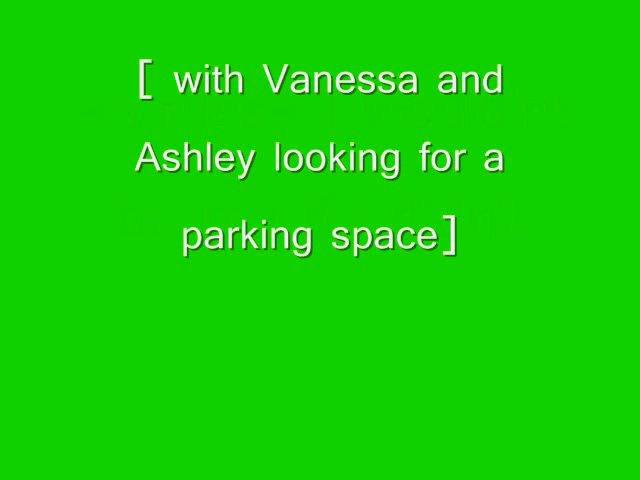 [ with Vanessa and
Ashley looking for a
parking space]